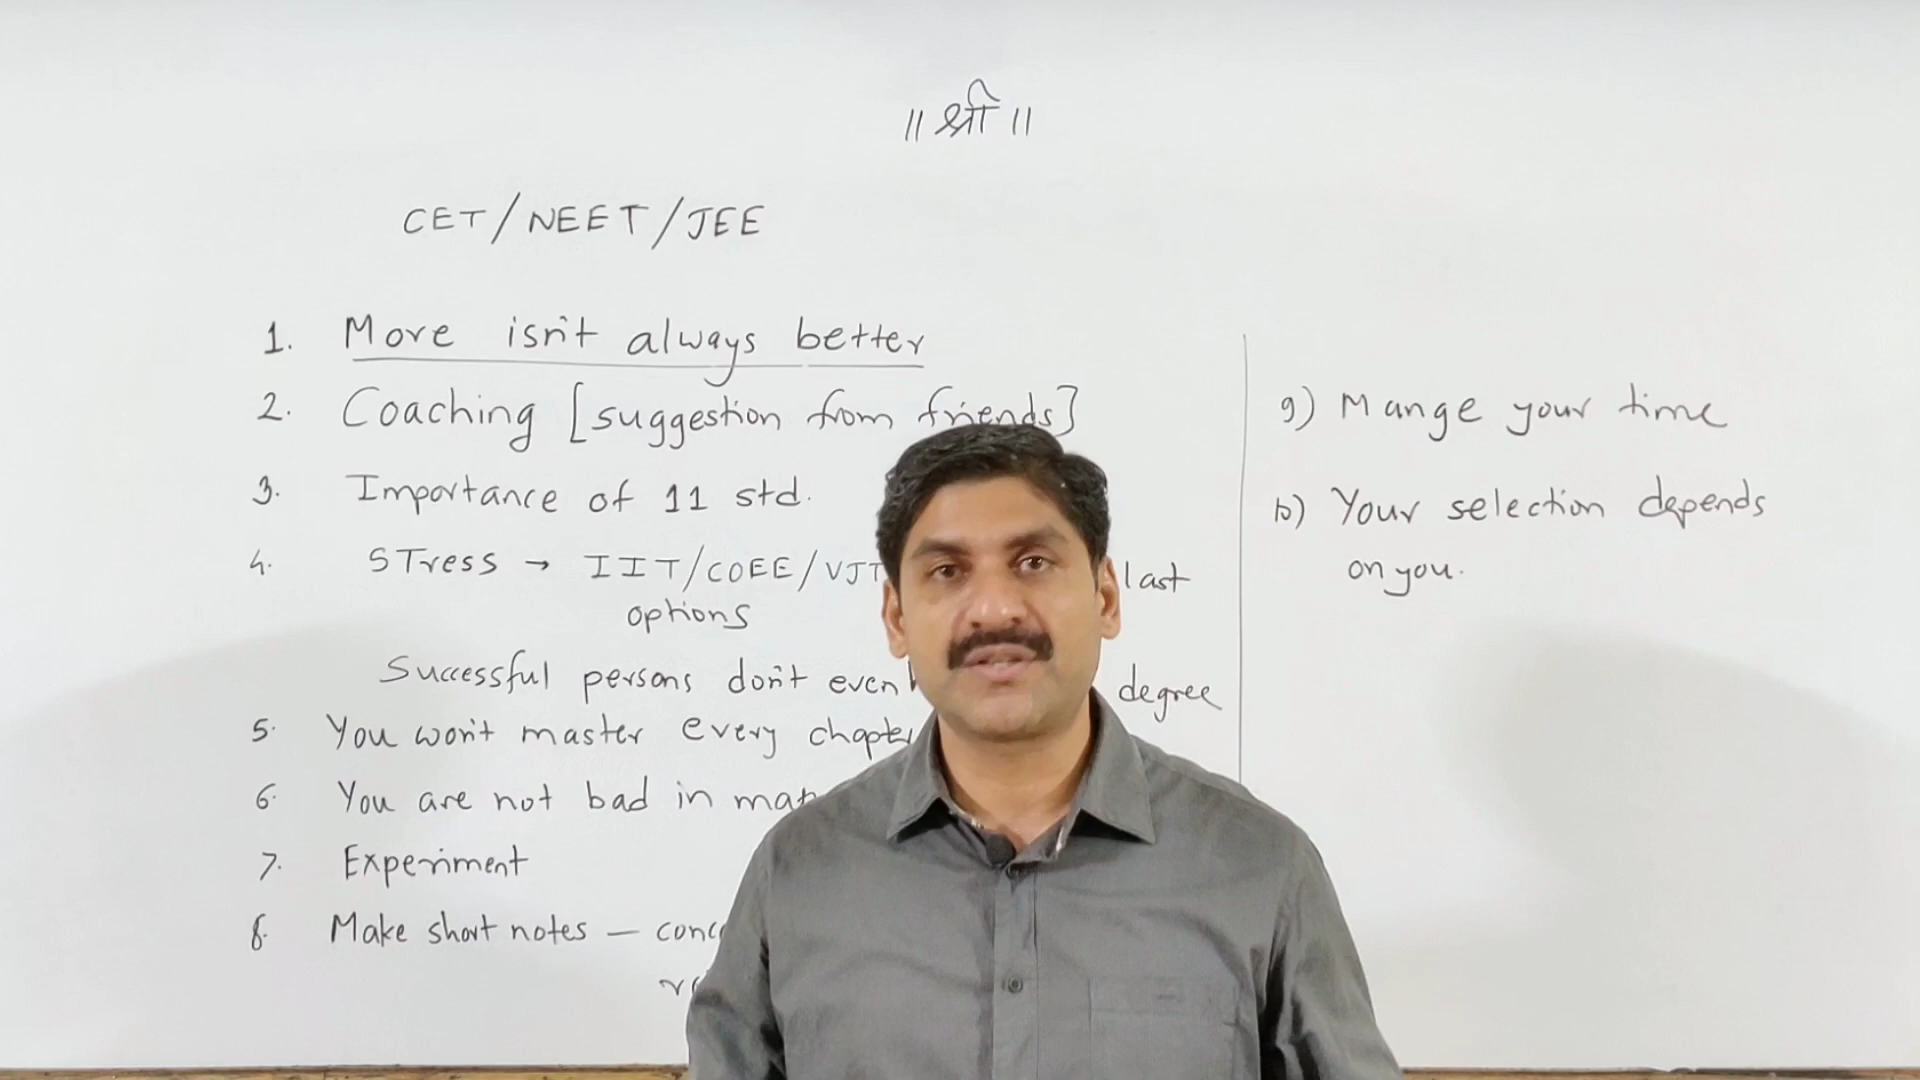 ॥ श्री ॥
CET/NEET/JEE
1. More isn't always better
2. Coaching [suggestion from friends]
3. Importance of 11 std.
4. STress → IIT/COEE/VJT last
options
Successful persons don't even degree
5. You won't master every chapter
6. You are not bad in
7. Experiment
8. Make short notes —
9) Mange your time
10) Your selection depends
on you.